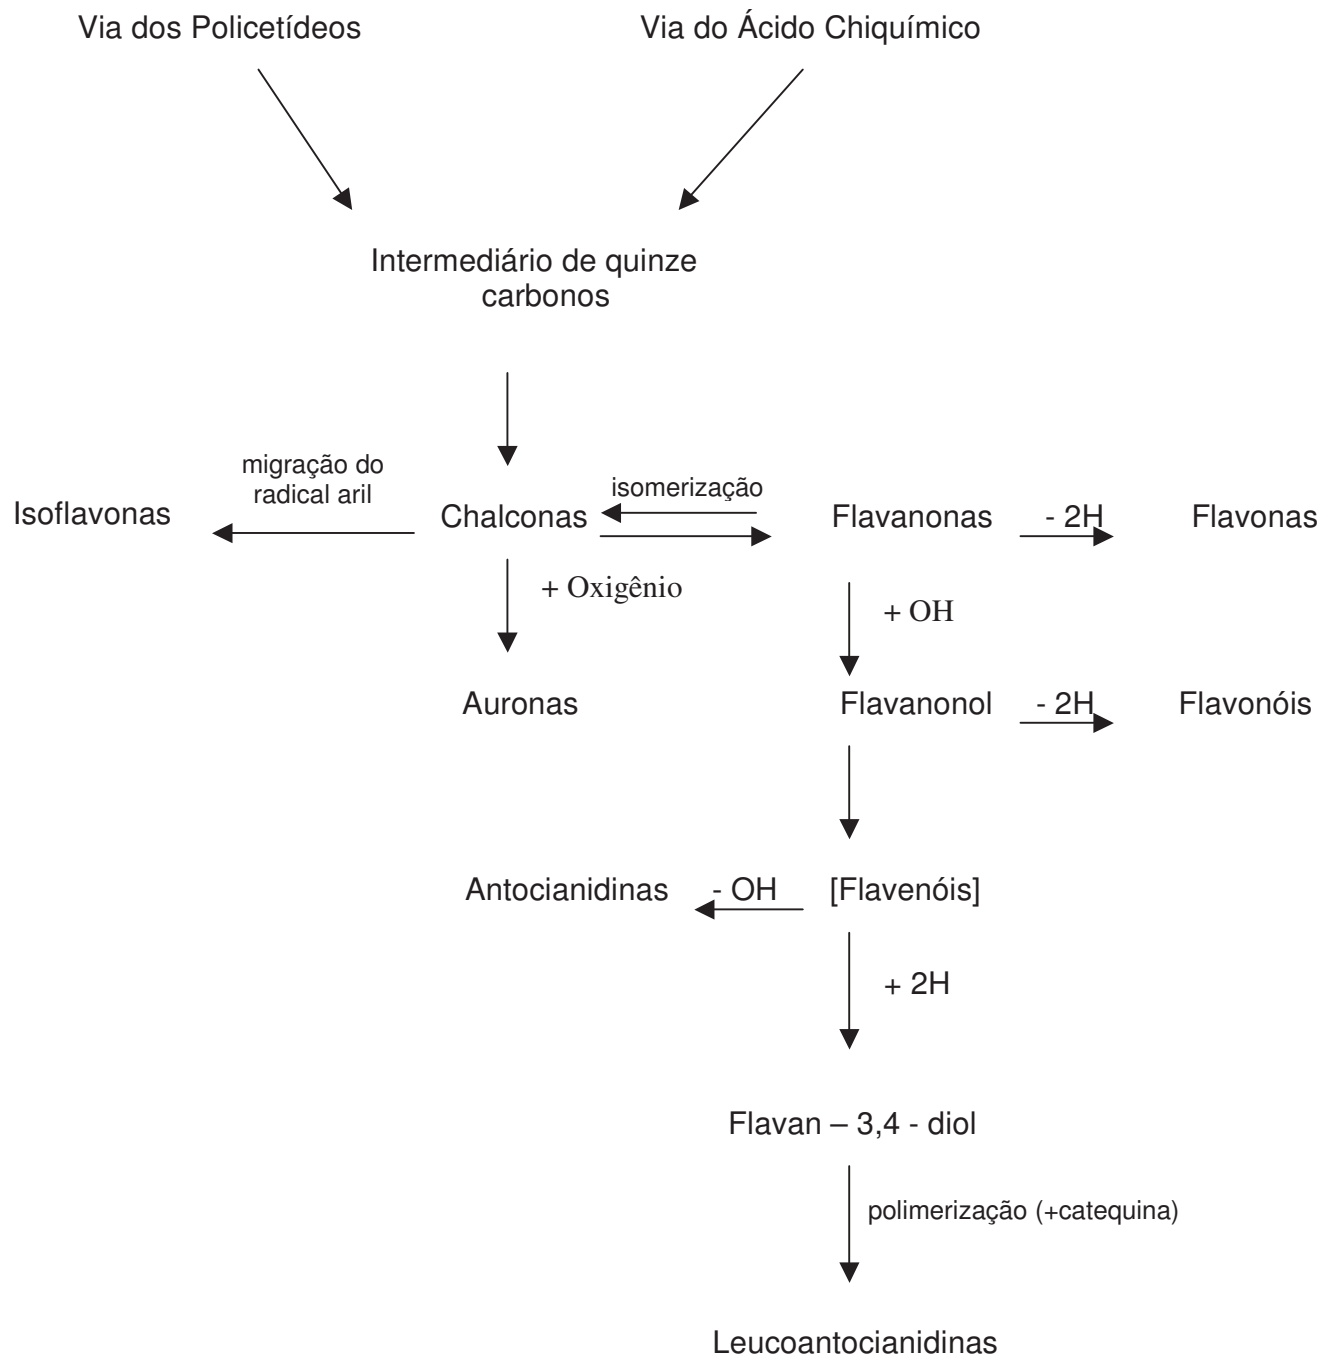 Via dos Policetídeos
Via do Ácido Chiquímico
Intermediário de quinze
carbonos
migração do
radical aril
isomerização
Isoflavonas
Chalconas
Flavanonas
- 2H
Flavonas
+ Oxigênio
+ OH
Auronas
Flavanonol
- 2H
Flavonóis
Antocianidinas
- OH
[Flavenóis]
+ 2H
Flavan – 3,4 - diol
polimerização (+catequina)
Leucoantocianidinas